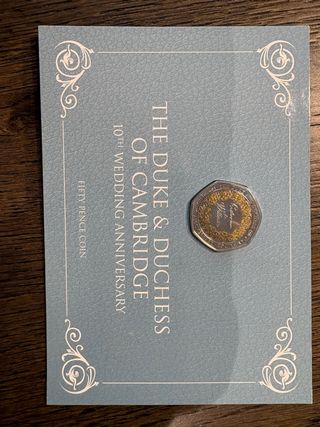 THE DUKE & DUCHESS
OF CAMBRIDGE
10TH WEDDING ANNIVERSARY
FIFTY PENCE COIN